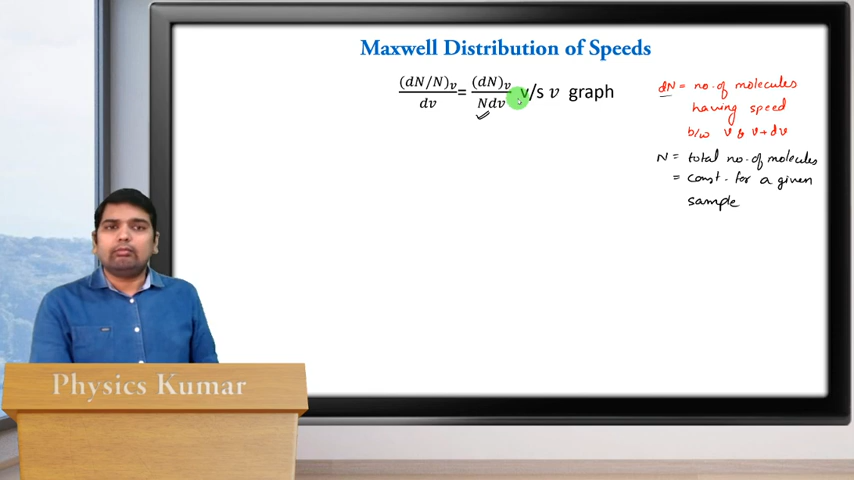 Maxwell Distribution of Speeds
(dN/N)v / dv = (dN)v / Ndv v/s v graph
dN = no. of molecules
having speed
b/w v & v+dv
N = total no. of molecules
= const. for a given
sample
Physics Kumar